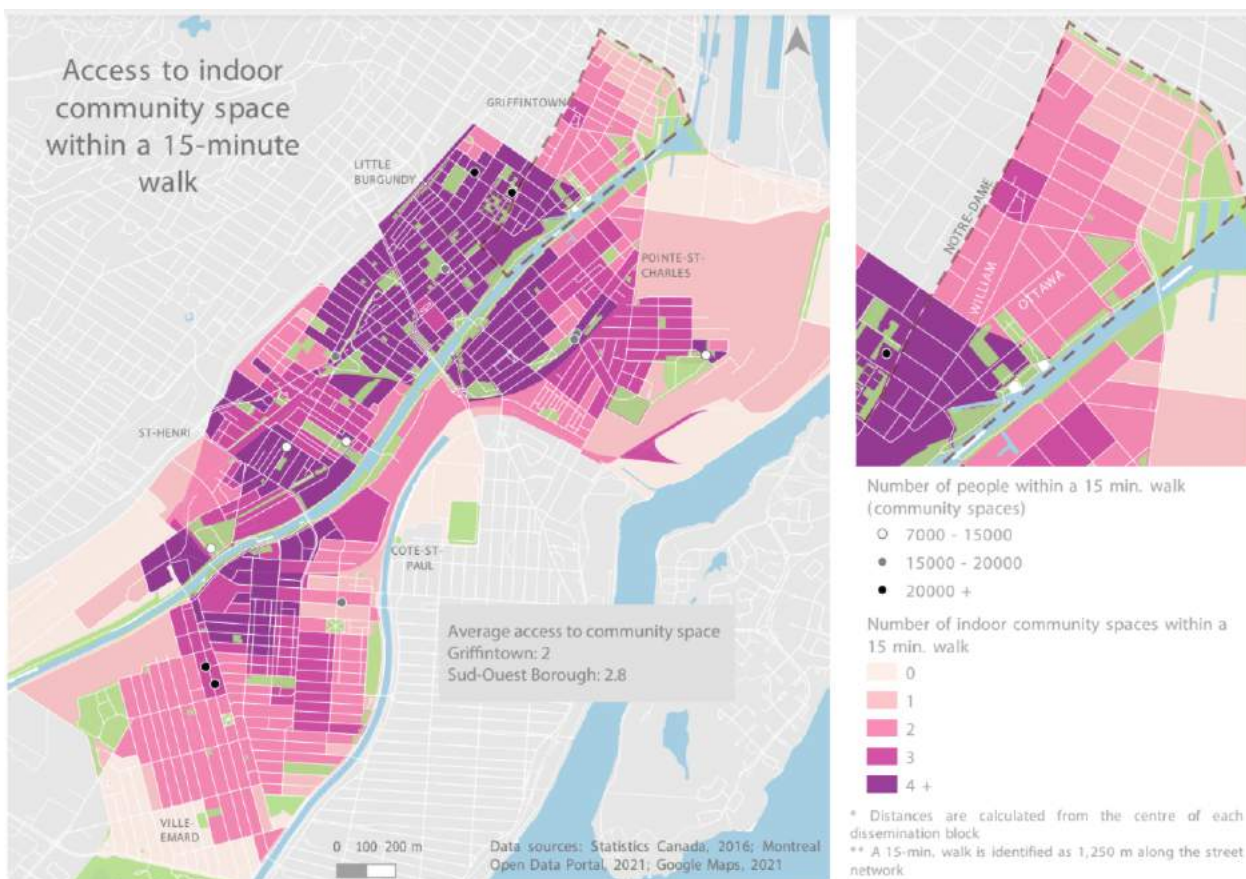 Access to indoor
community space
within a 15-minute
walk
GRIFFINTOWN
LITTLE
BURGUNDY
POINTE-ST-
CHARLES
ST-HENRI
COTE-ST-
PAUL
Average access to community space
Griffintown: 2
Sud-Ouest Borough: 2.8
VILLE-
EMARD
0 100 200 m
Data sources: Statistics Canada, 2016; Montreal
Open Data Portal, 2021; Google Maps, 2021
NOTRE-DAME
WILLIAM
OTTAWA
Number of people within a 15 min. walk
(community spaces)
7000 - 15000
15000 - 20000
20000 +
Number of indoor community spaces within a
15 min. walk
0
1
2
3
4 +
* Distances are calculated from the centre of each
dissemination block
** A 15-min. walk is identified as 1,250 m along the street
network